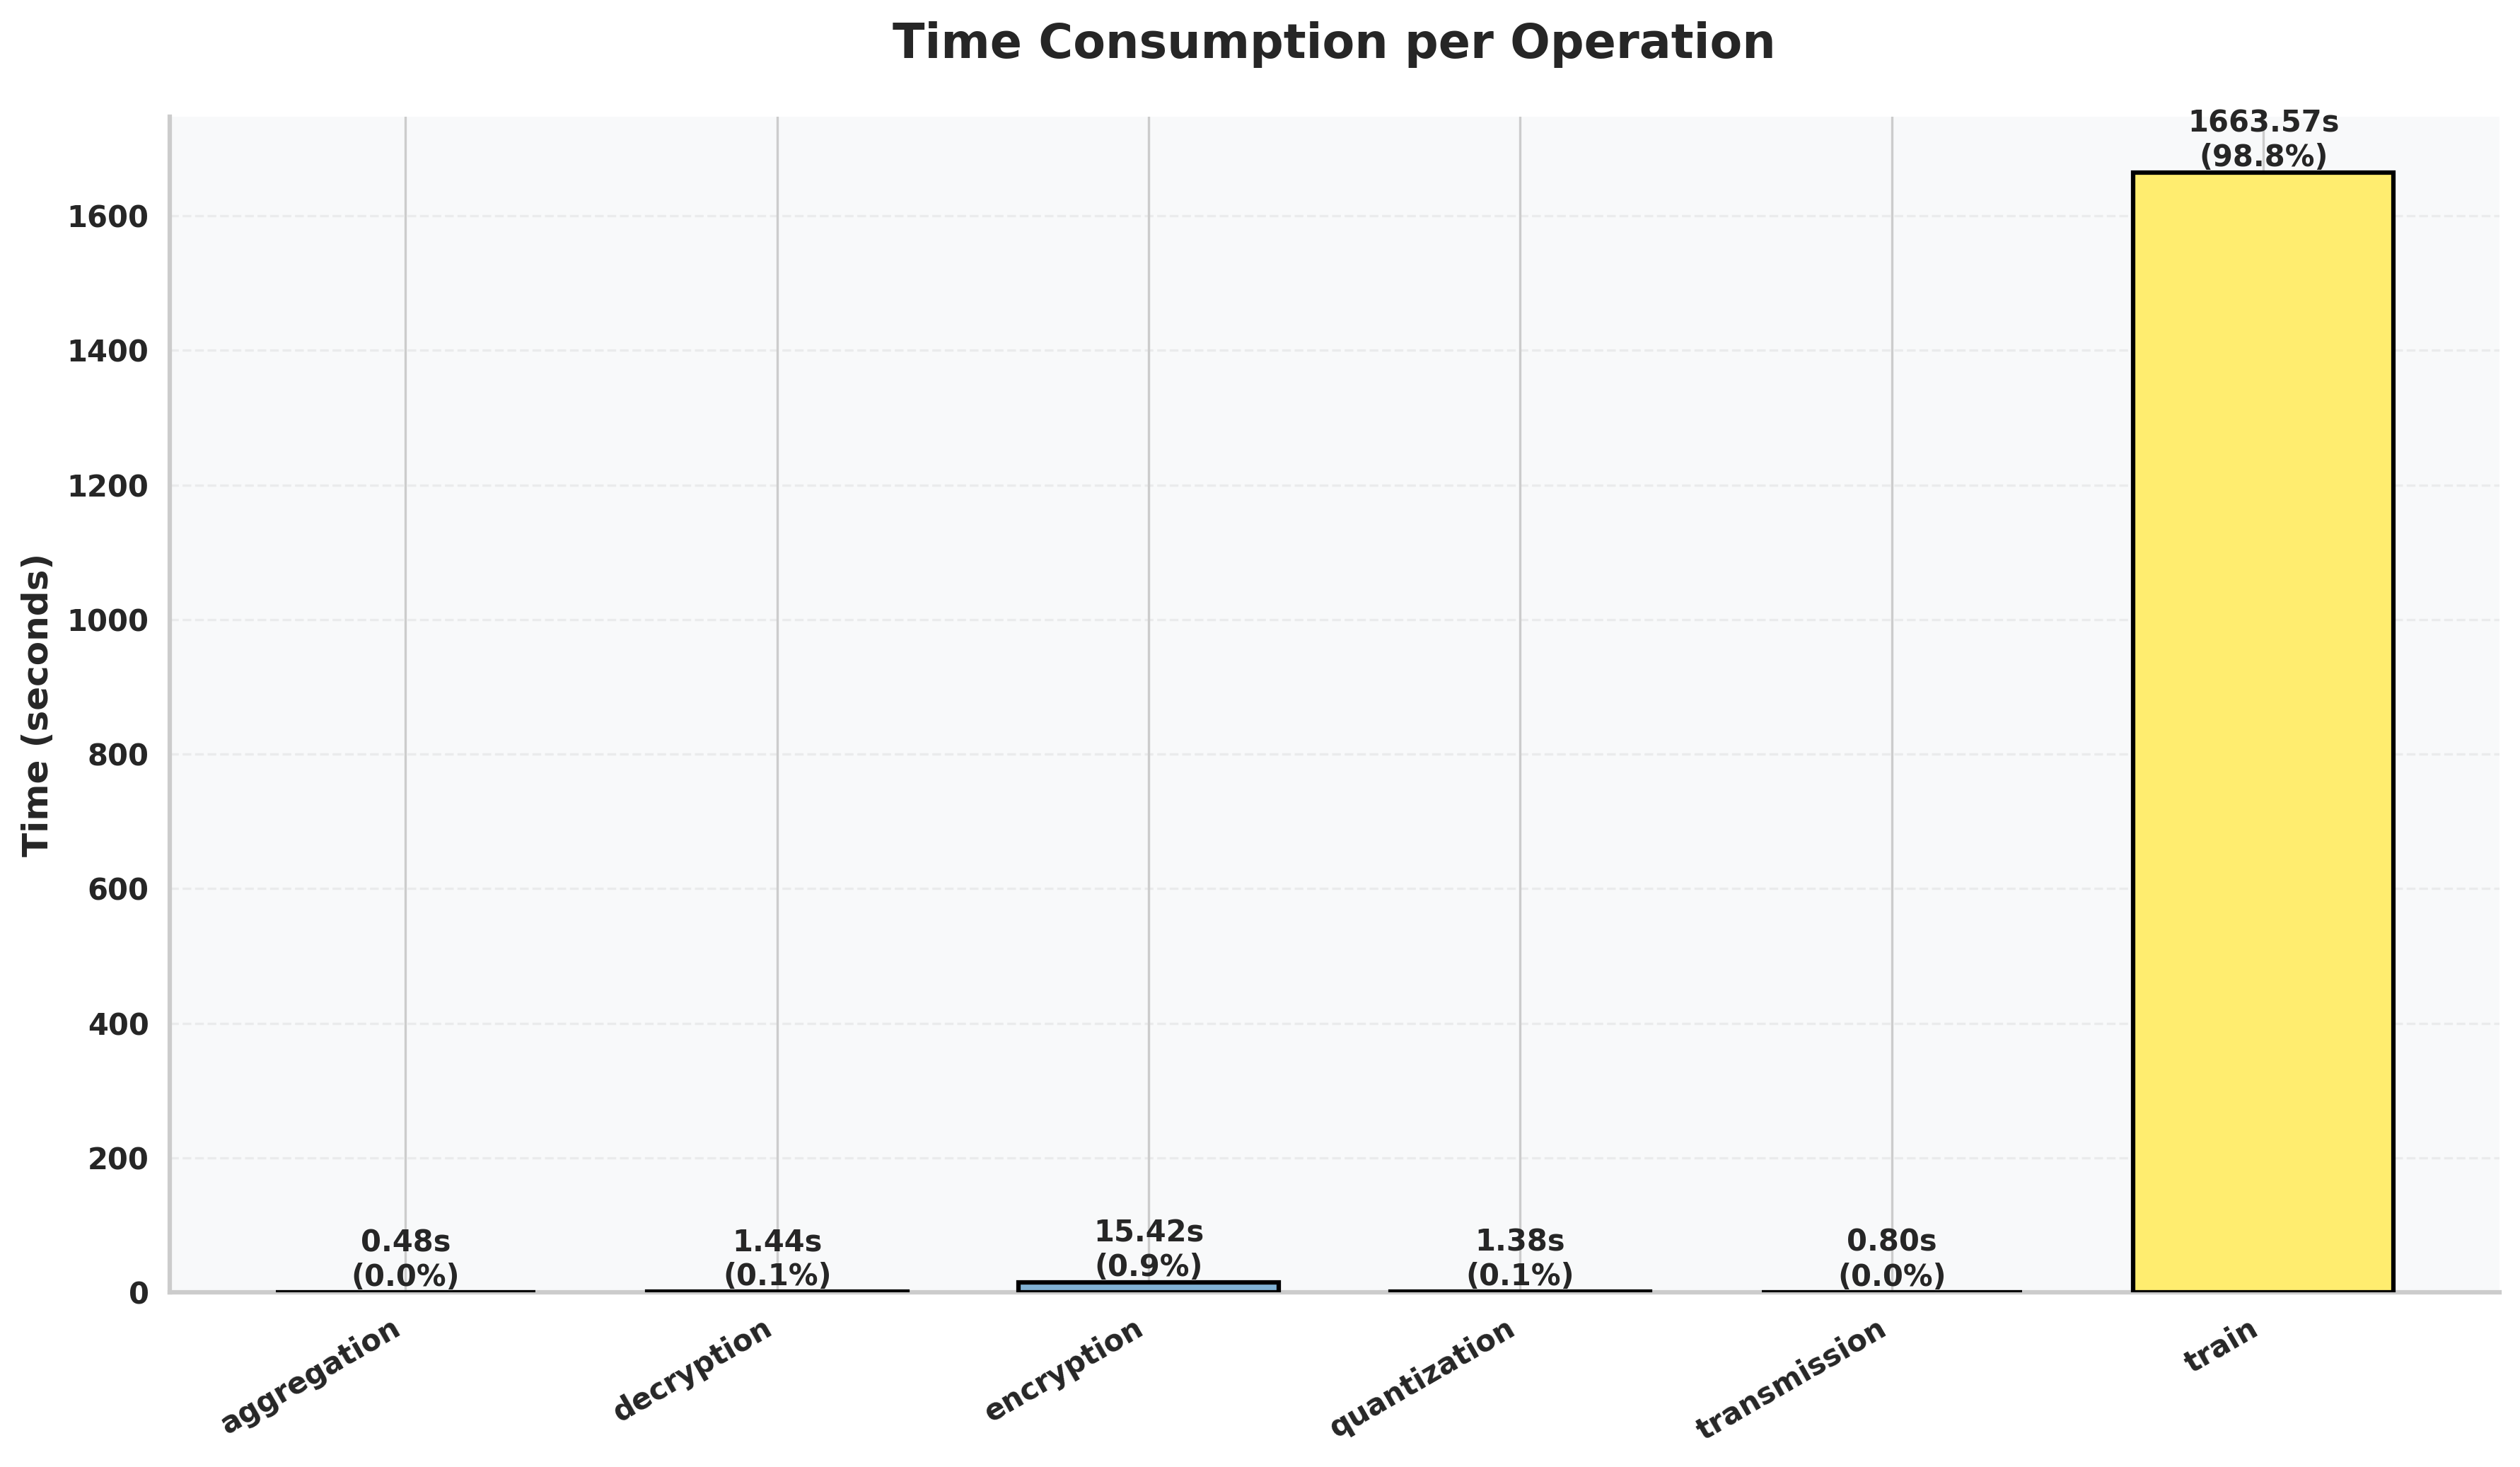 Time Consumption per Operation
Time (seconds)
1600
1400
1200
1000
800
600
400
200
0
0.48s
(0.0%)
1.44s
(0.1%)
15.42s
(0.9%)
1.38s
(0.1%)
0.80s
(0.0%)
1663.57s
(98.8%)
aggregation
decryption
encryption
quantization
transmission
train